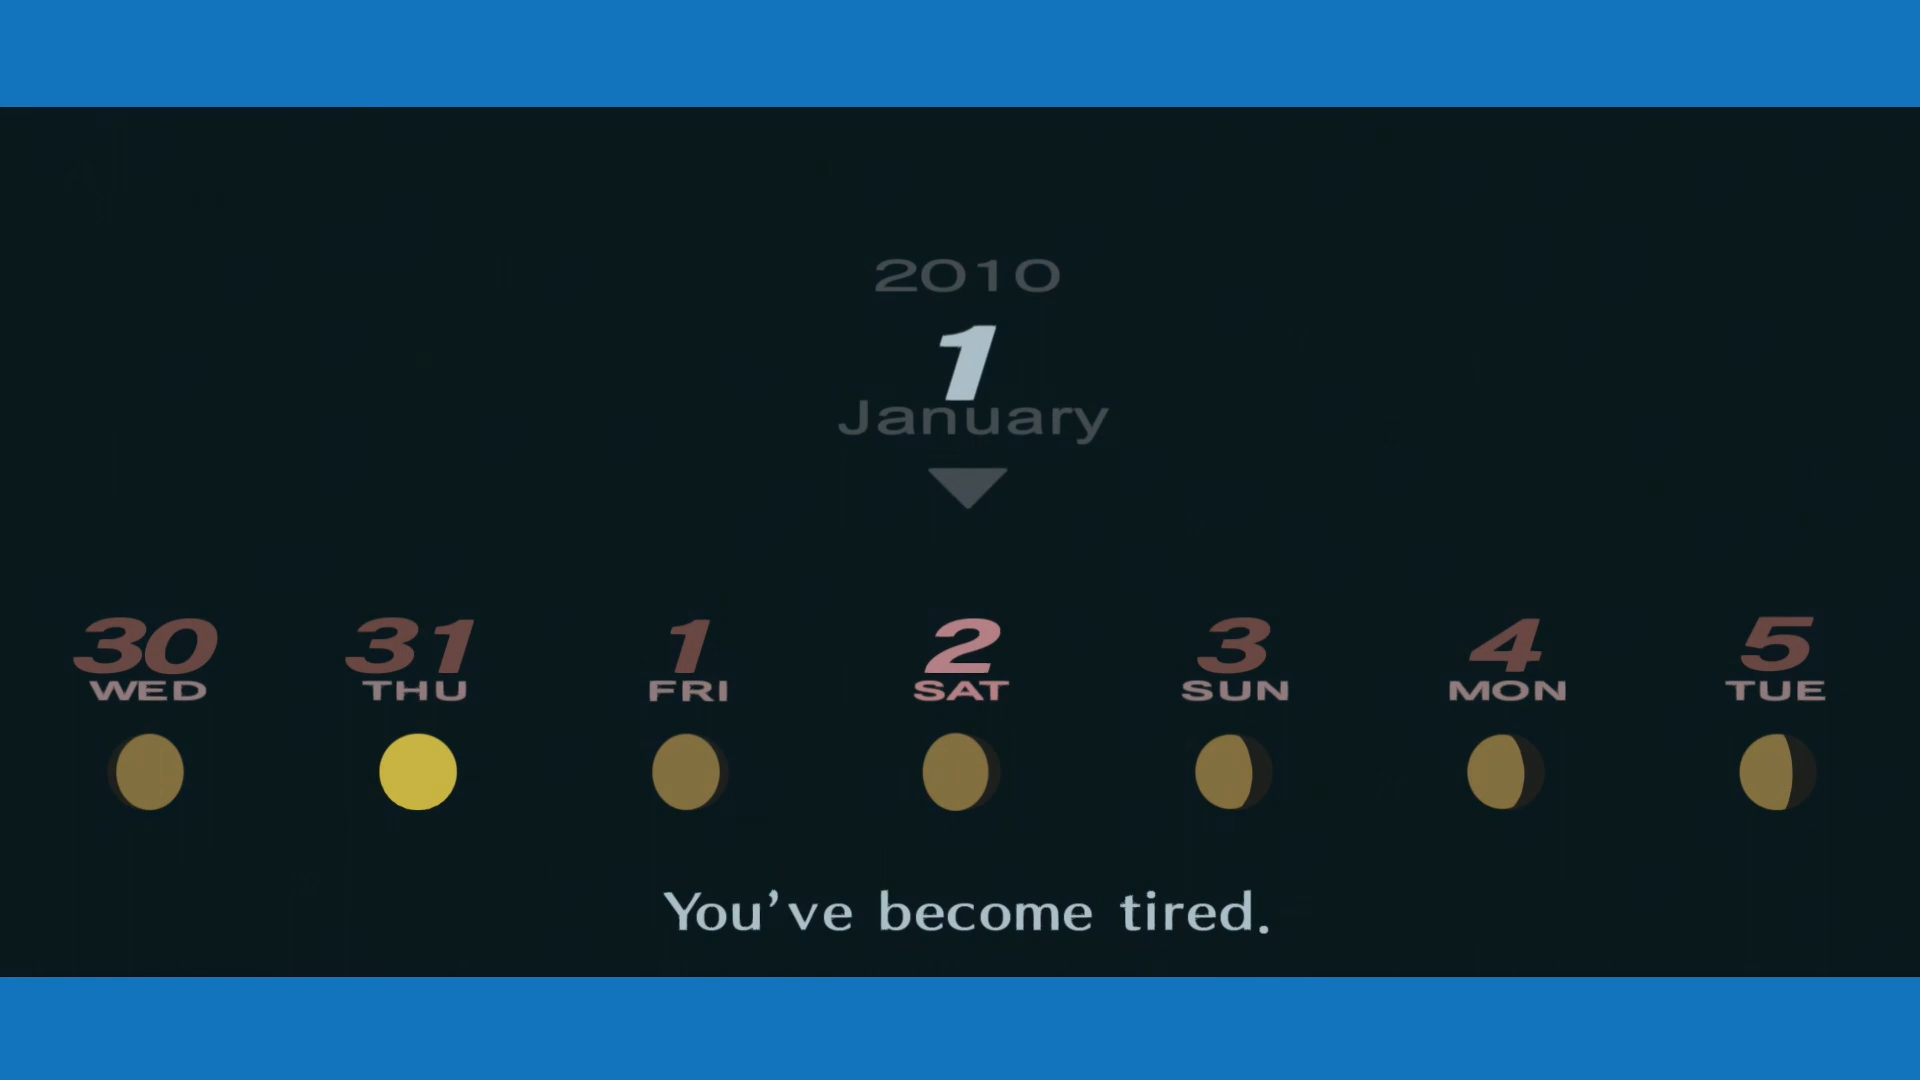 2010
1
January
30 31 1 2 3 4 5
WED THU FRI SAT SUN MON TUE
You've become tired.